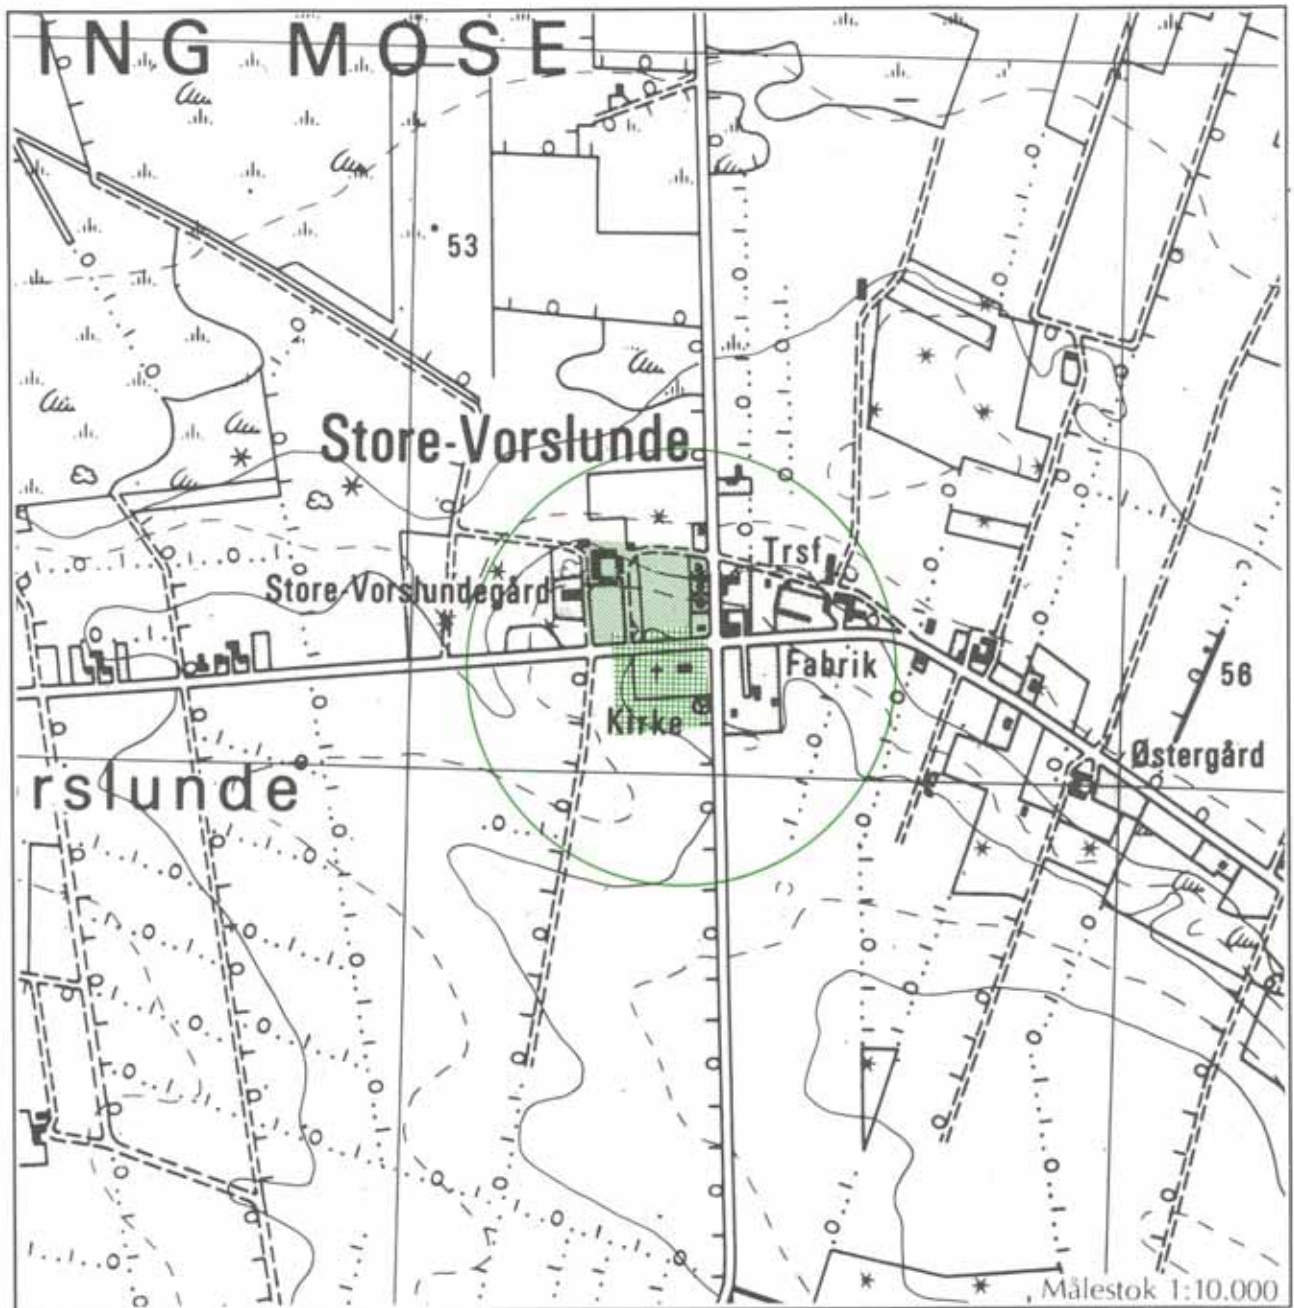 ING MOSE
53
Store-Vorslunde
Trsf
Store-Vorslundegård
Fabrik
56
Kirke
Østergård
rslunde
Målestok 1:10.000